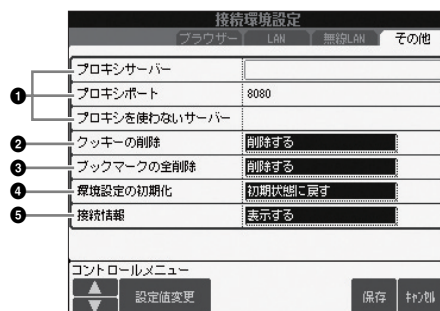 接続環境設定
ブラウザー LAN 無線LAN その他
❶ プロキシサーバー
プロキシポート 8080
プロキシを使わないサーバー
❷ クッキーの削除 削除する
❸ ブックマークの全削除 削除する
❹ 環境設定の初期化 初期状態に戻す
❺ 接続情報 表示する
コントロールメニュー
▲
▼ 設定値変更 保存 ｷｬﾝｾﾙ